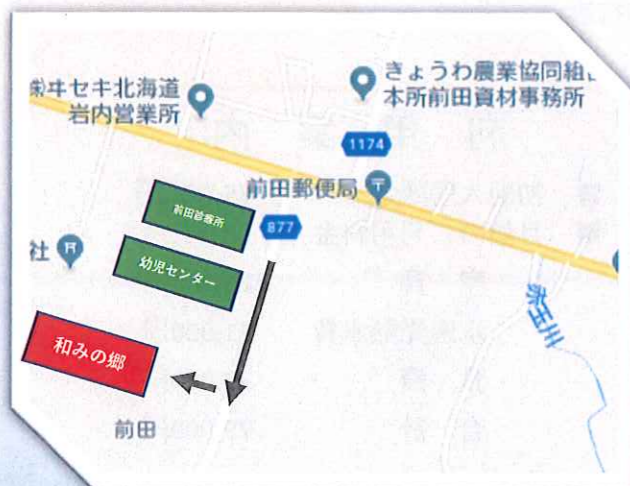 ㈱ヰセキ北海道
岩内営業所
きょうわ農業協同組
本所前田資材事務所
1174
前田郵便局
〒
前田診療所
877
社
幼児センター
和みの郷
前田